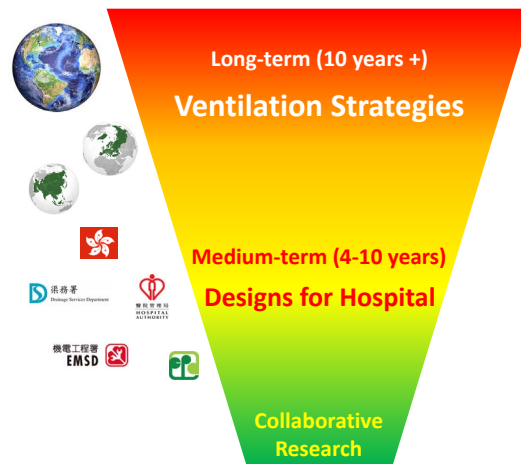 Long-term (10 years +)
Ventilation Strategies
Medium-term (4-10 years)
Designs for Hospital
渠務署
Drainage Services Department
醫院管理局
HOSPITAL
AUTHORITY
機電工程署
EMSD
Collaborative
Research